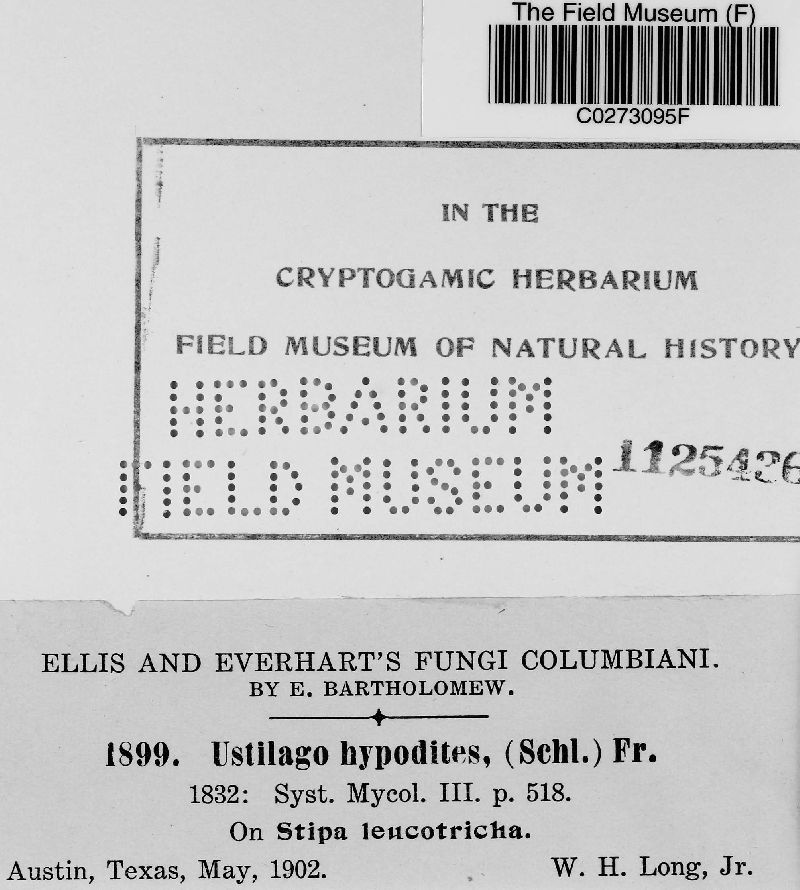 The Field Museum (F)
C0273095F
IN THE
CRYPTOGAMIC HERBARIUM
FIELD MUSEUM OF NATURAL HISTORY
HERBARIUM
FIELD MUSEUM
1125436
ELLIS AND EVERHART'S FUNGI COLUMBIANI.
BY E. BARTHOLOMEW.
1899. Ustilago hypodites, (Schl.) Fr.
1832: Syst. Mycol. III. p. 518.
On Stipa leucotricha.
Austin, Texas, May, 1902. W. H. Long, Jr.